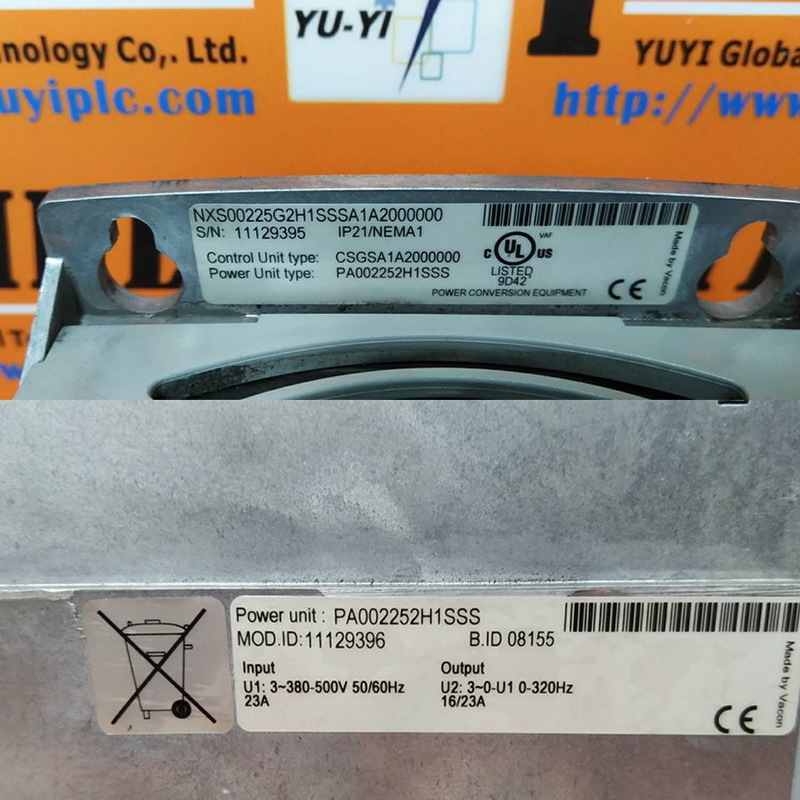 YU-YI
nology Co,. Ltd.
YUYI Globa
uyiplc.com
http://www
NXS00225G2H1SSSA1A2000000
S/N: 11129395 IP21/NEMA1
Control Unit type: CSGSA1A2000000
Power Unit type: PA002252H1SSS
VAF
C UL US
LISTED
9D42
POWER CONVERSION EQUIPMENT
CE
Made by Vacon
Power unit : PA002252H1SSS
MOD.ID:11129396 B.ID 08155
Input Output
U1: 3~380-500V 50/60Hz U2: 3~0-U1 0-320Hz
23A 16/23A
CE
Made by Vacon